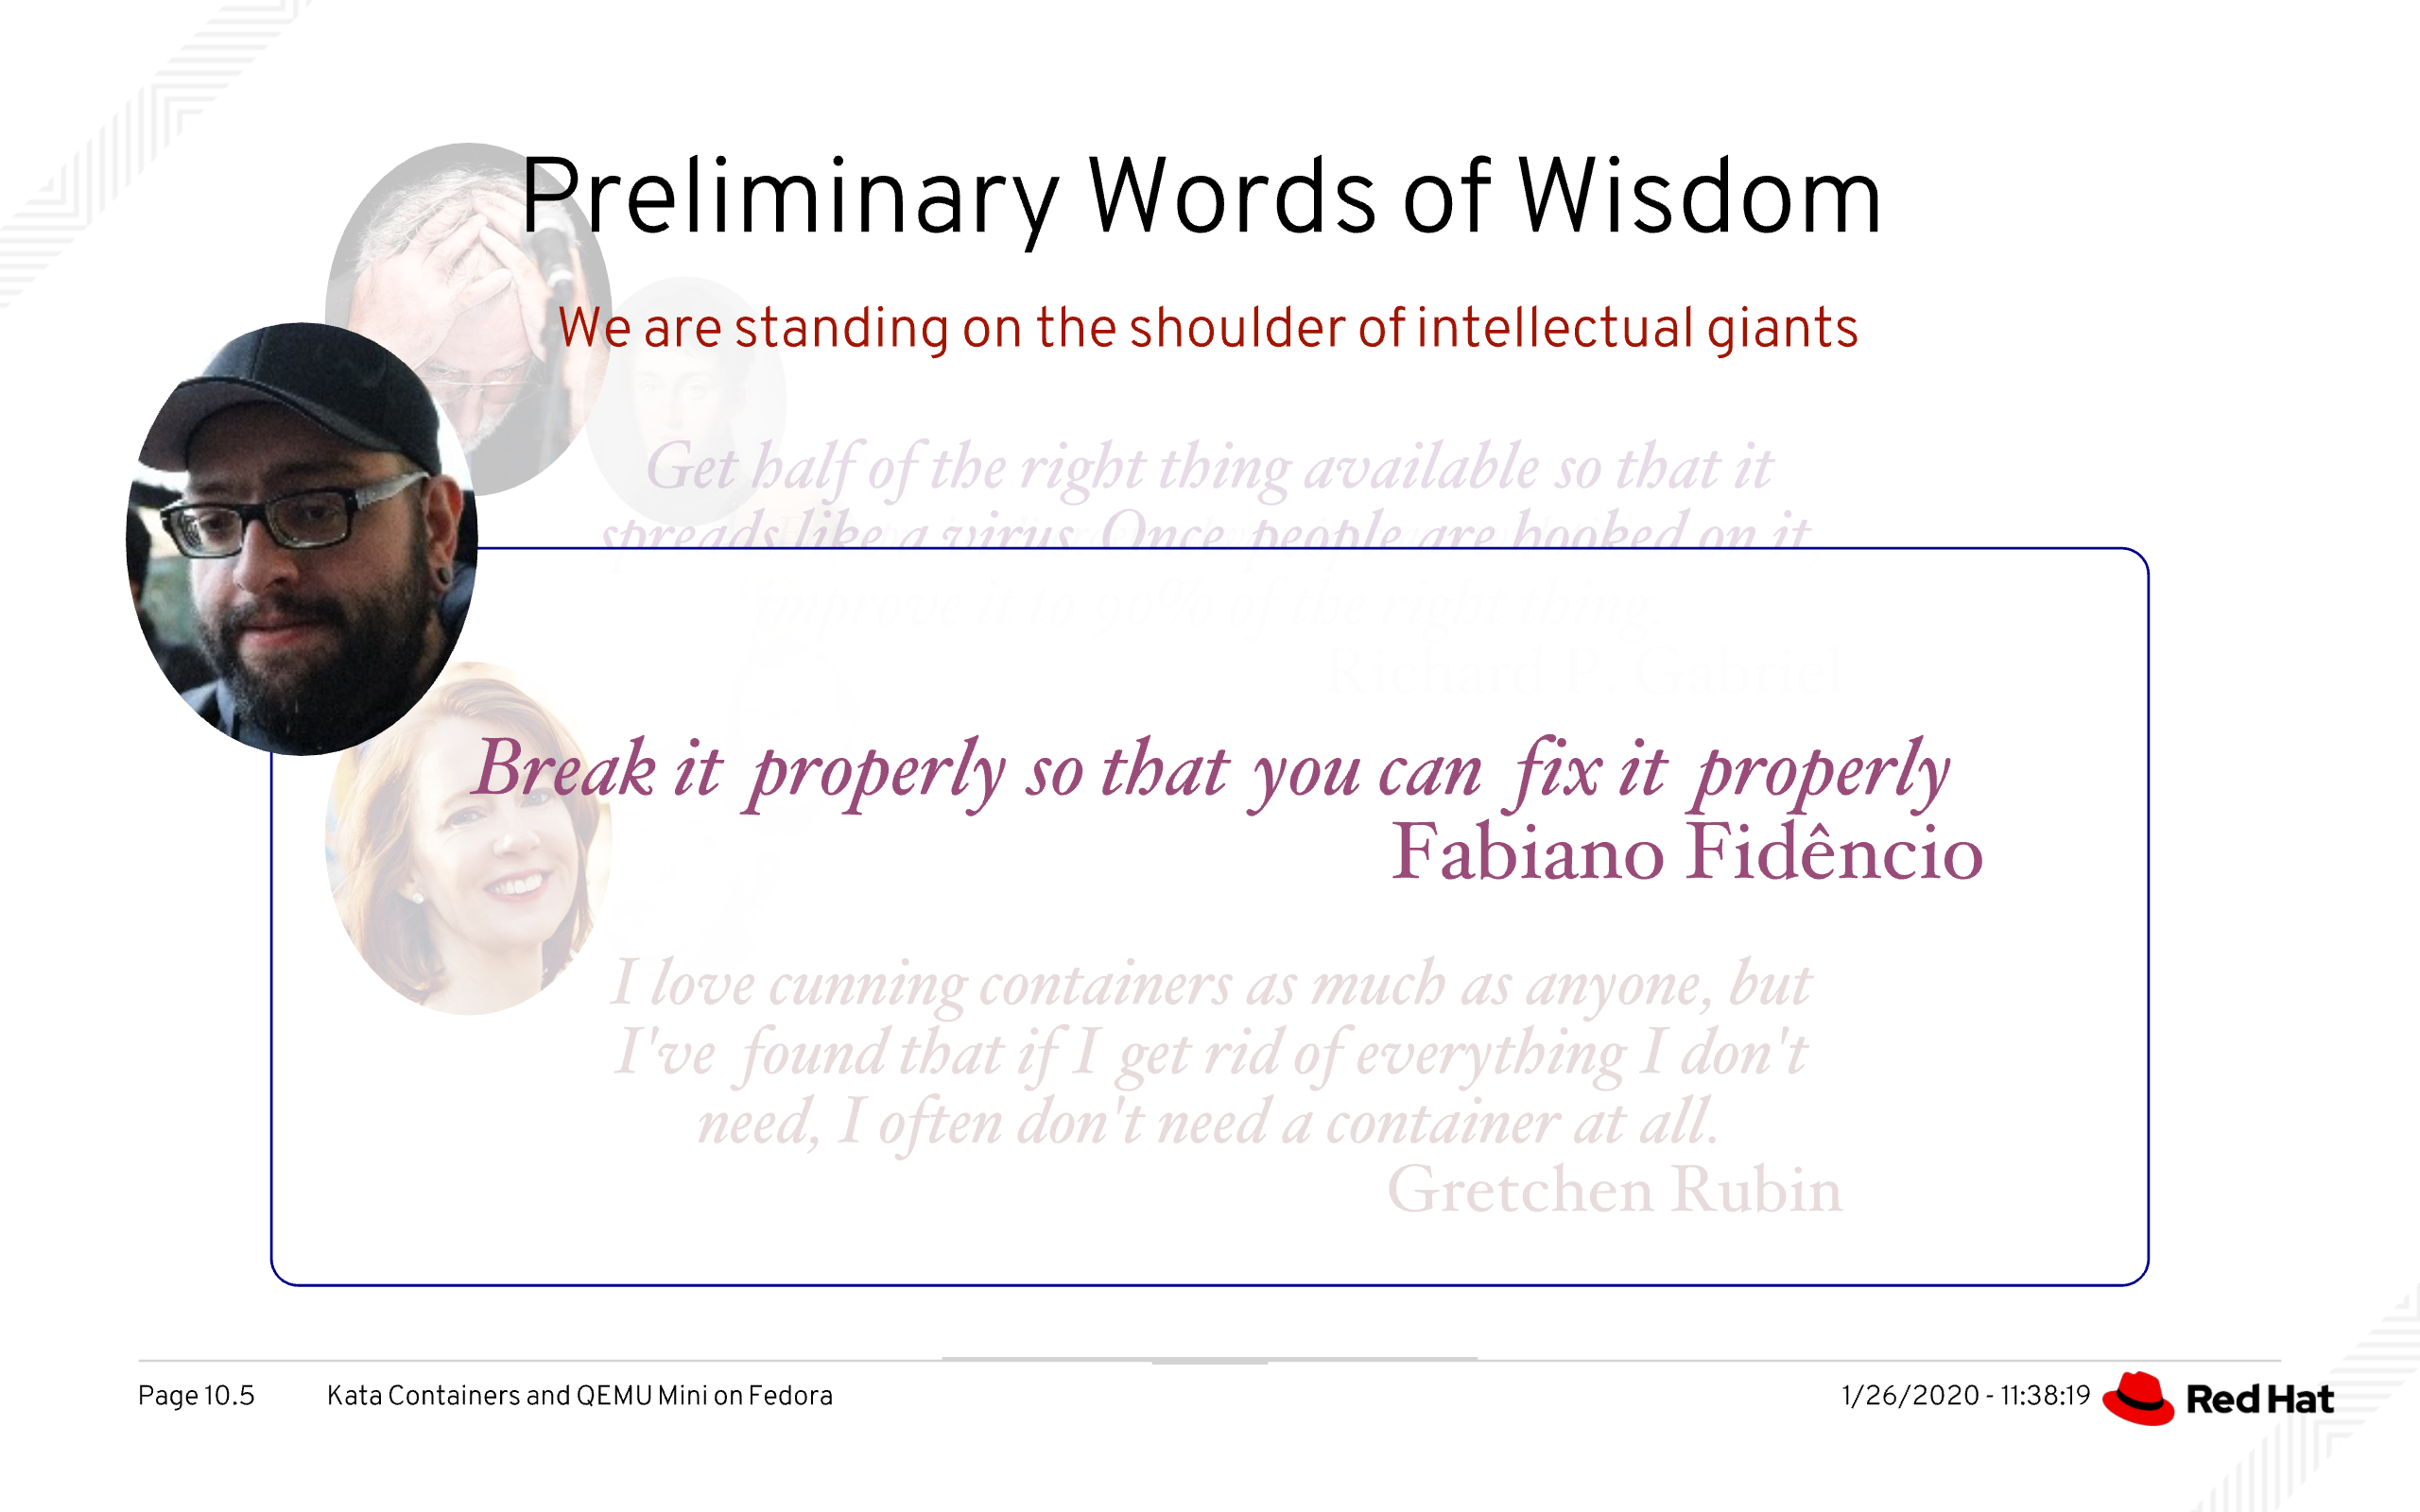 Preliminary Words of Wisdom
We are standing on the shoulder of intellectual giants
Get half of the right thing available so that it
spreads like a virus. Once people are hooked on it
improve it to 90% of the right thing.
Richard P. Gabriel
Break it properly so that you can fix it properly
Fabiano Fidêncio
I love cunning containers as much as anyone, but
I've found that if I get rid of everything I don't
need, I often don't need a container at all.
Gretchen Rubin
Page 10.5
Kata Containers and QEMU Mini on Fedora
1/26/2020 - 11:38:19
Red Hat